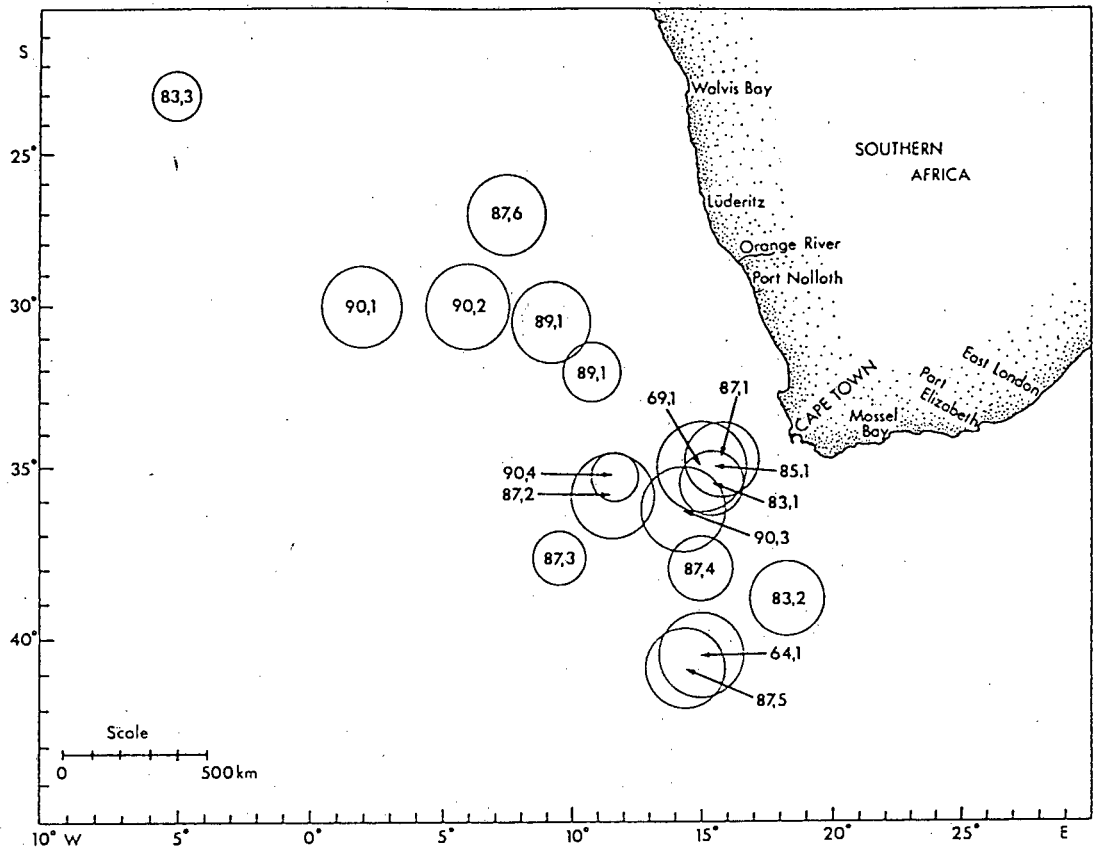 S
83,3
Walvis Bay
25°
SOUTHERN
AFRICA
87,6
Lüderitz
Orange River
Port Nolloth
30°
90,1
90,2
89,1
89,1
East London
Port
Elizabeth
CAPE TOWN
Mossel
Bay
69,1
87,1
35°
90,4
87,2
85,1
83,1
90,3
87,3
87,4
83,2
40°
64,1
87,5
Scale
0
500 km
10° W
5°
0°
5°
10°
15°
20°
25°
E